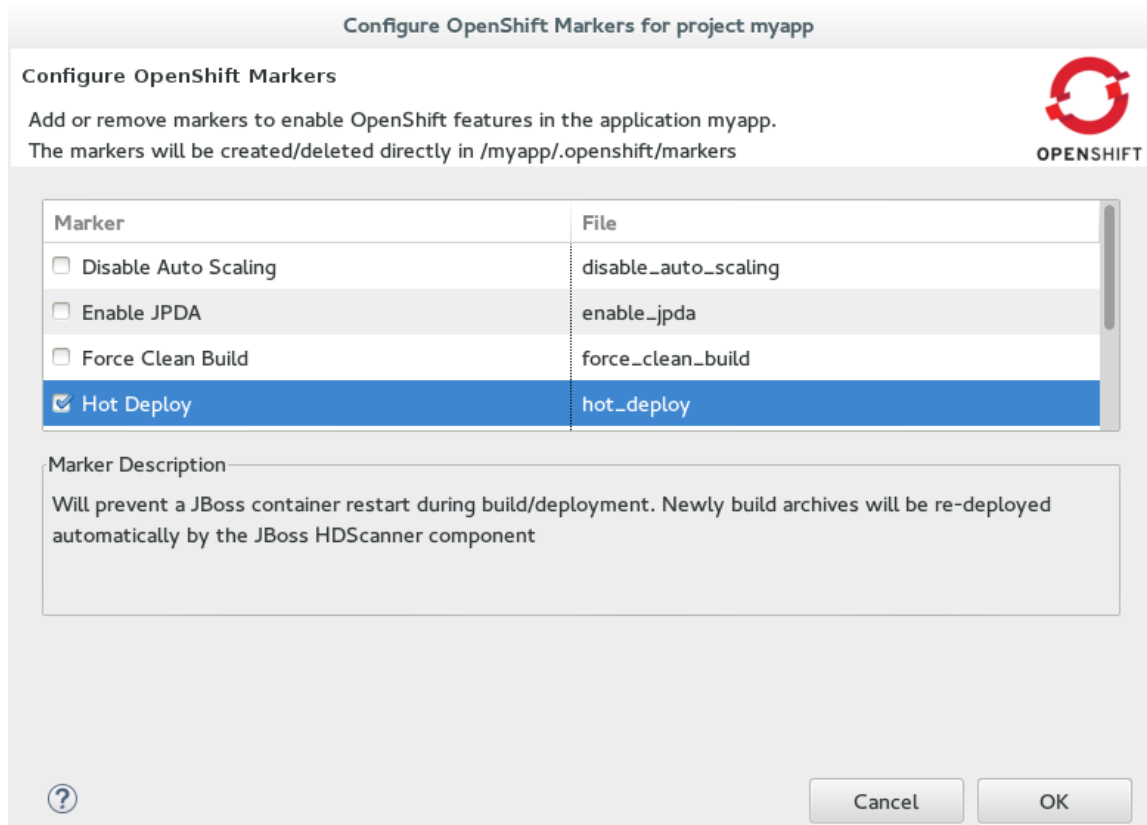 Configure OpenShift Markers for project myapp
Configure OpenShift Markers
Add or remove markers to enable OpenShift features in the application myapp.
The markers will be created/deleted directly in /myapp/.openshift/markers
OPENSHIFT
Marker File
Disable Auto Scaling disable_auto_scaling
Enable JPDA enable_jpda
Force Clean Build force_clean_build
Hot Deploy hot_deploy
Marker Description
Will prevent a JBoss container restart during build/deployment. Newly build archives will be re-deployed
automatically by the JBoss HDScanner component
?
Cancel OK